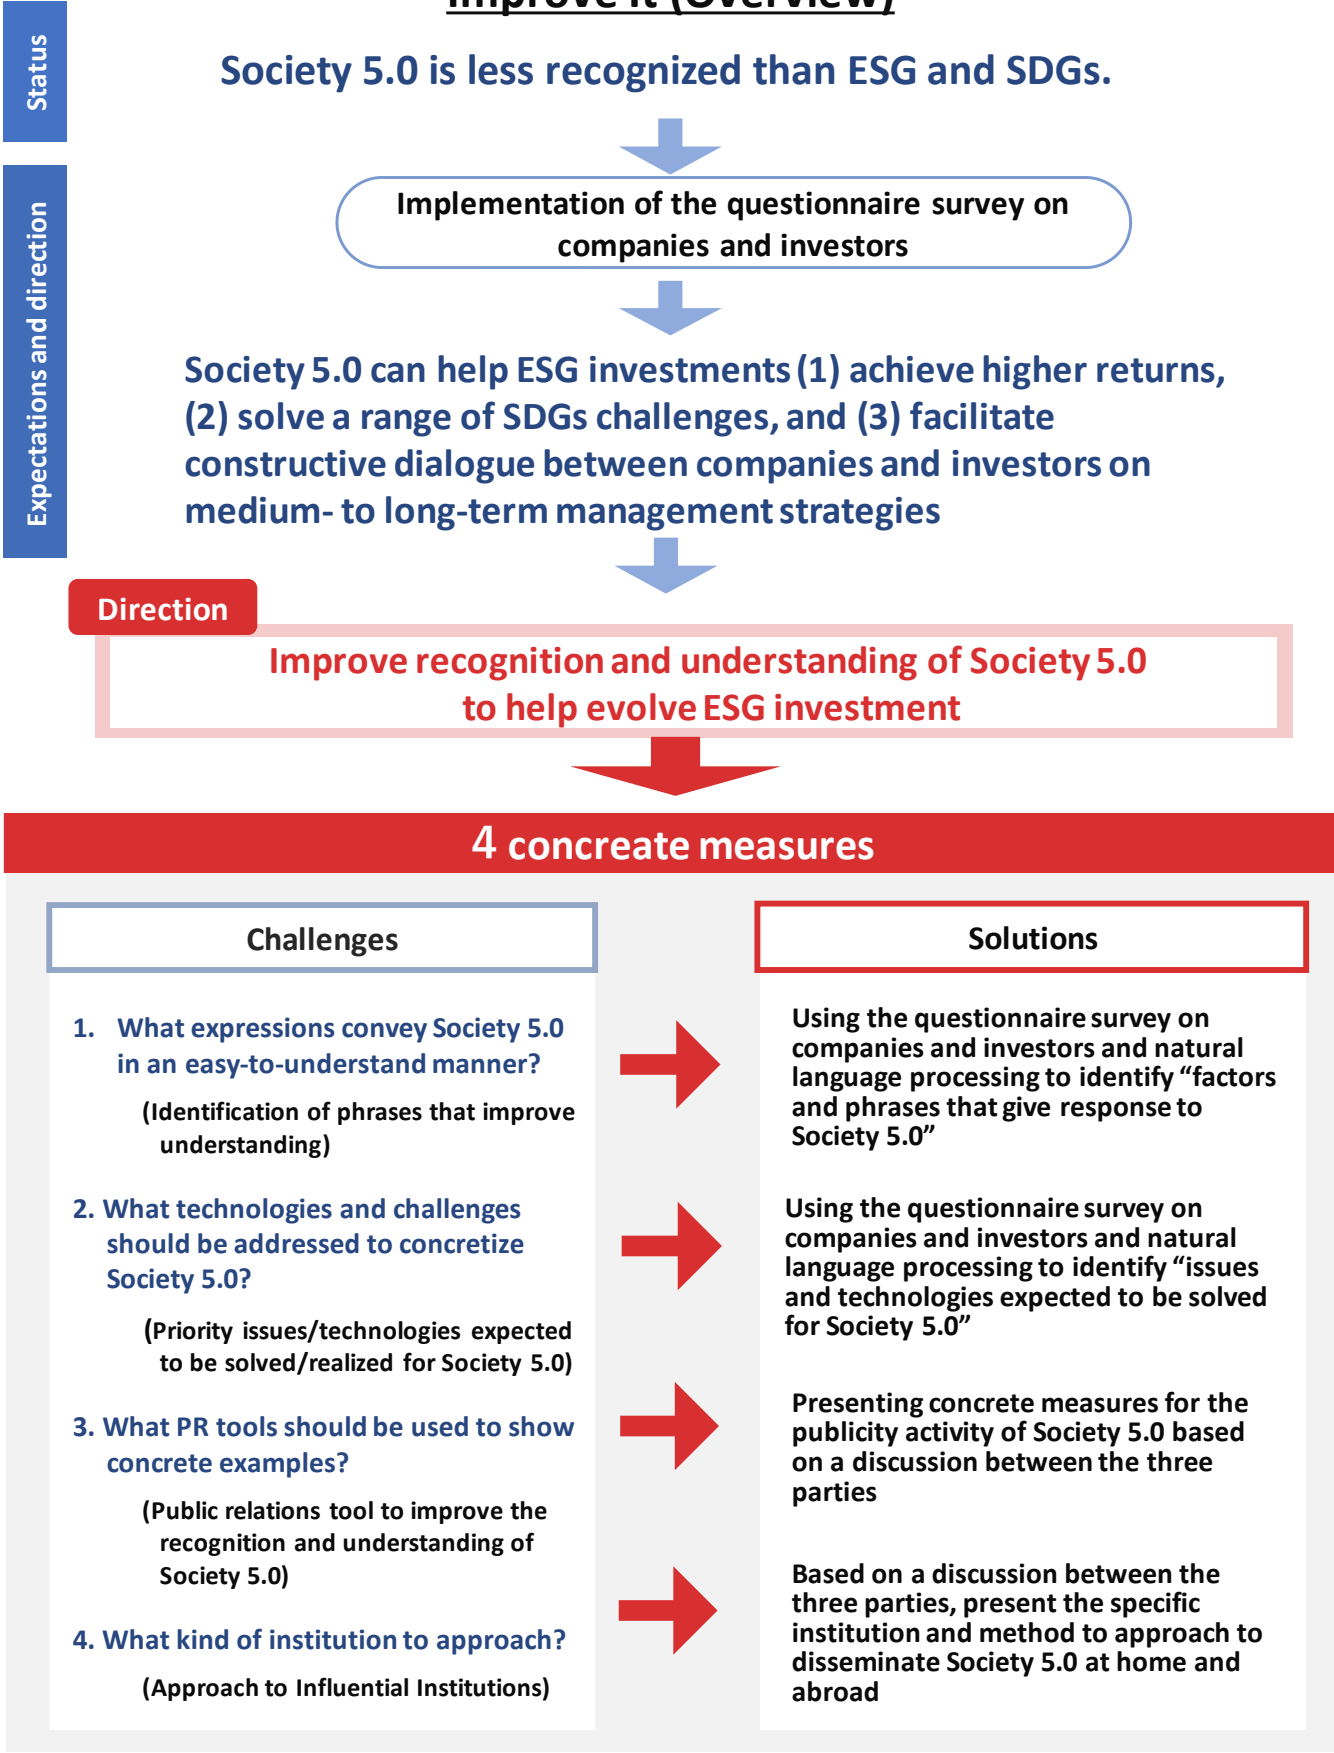 Improve it (Overview)
Status
Society 5.0 is less recognized than ESG and SDGs.
Expectations and direction
Implementation of the questionnaire survey on
companies and investors
Society 5.0 can help ESG investments (1) achieve higher returns,
(2) solve a range of SDGs challenges, and (3) facilitate
constructive dialogue between companies and investors on
medium- to long-term management strategies
Direction
Improve recognition and understanding of Society 5.0
to help evolve ESG investment
4 concreate measures
Challenges
1. What expressions convey Society 5.0
in an easy-to-understand manner?
(Identification of phrases that improve
understanding)
2. What technologies and challenges
should be addressed to concretize
Society 5.0?
(Priority issues/technologies expected
to be solved/realized for Society 5.0)
3. What PR tools should be used to show
concrete examples?
(Public relations tool to improve the
recognition and understanding of
Society 5.0)
4. What kind of institution to approach?
(Approach to Influential Institutions)
Solutions
Using the questionnaire survey on
companies and investors and natural
language processing to identify “factors
and phrases that give response to
Society 5.0”
Using the questionnaire survey on
companies and investors and natural
language processing to identify “issues
and technologies expected to be solved
for Society 5.0”
Presenting concrete measures for the
publicity activity of Society 5.0 based
on a discussion between the three
parties
Based on a discussion between the
three parties, present the specific
institution and method to approach to
disseminate Society 5.0 at home and
abroad